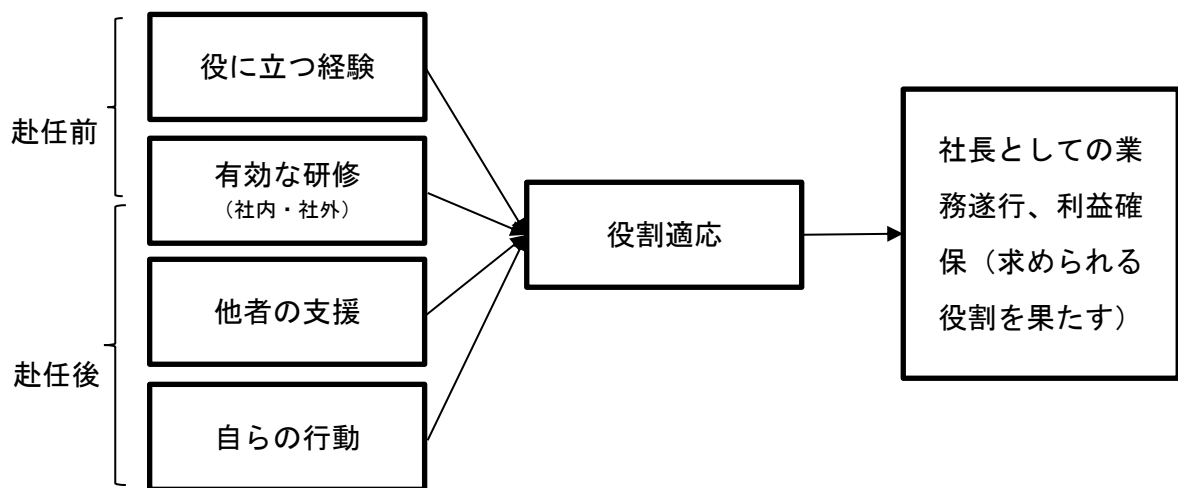 赴任前
役に立つ経験
有効な研修
（社内・社外）
赴任後
他者の支援
自らの行動
役割適応
社長としての業
務遂行、利益確
保（求められる
役割を果たす）